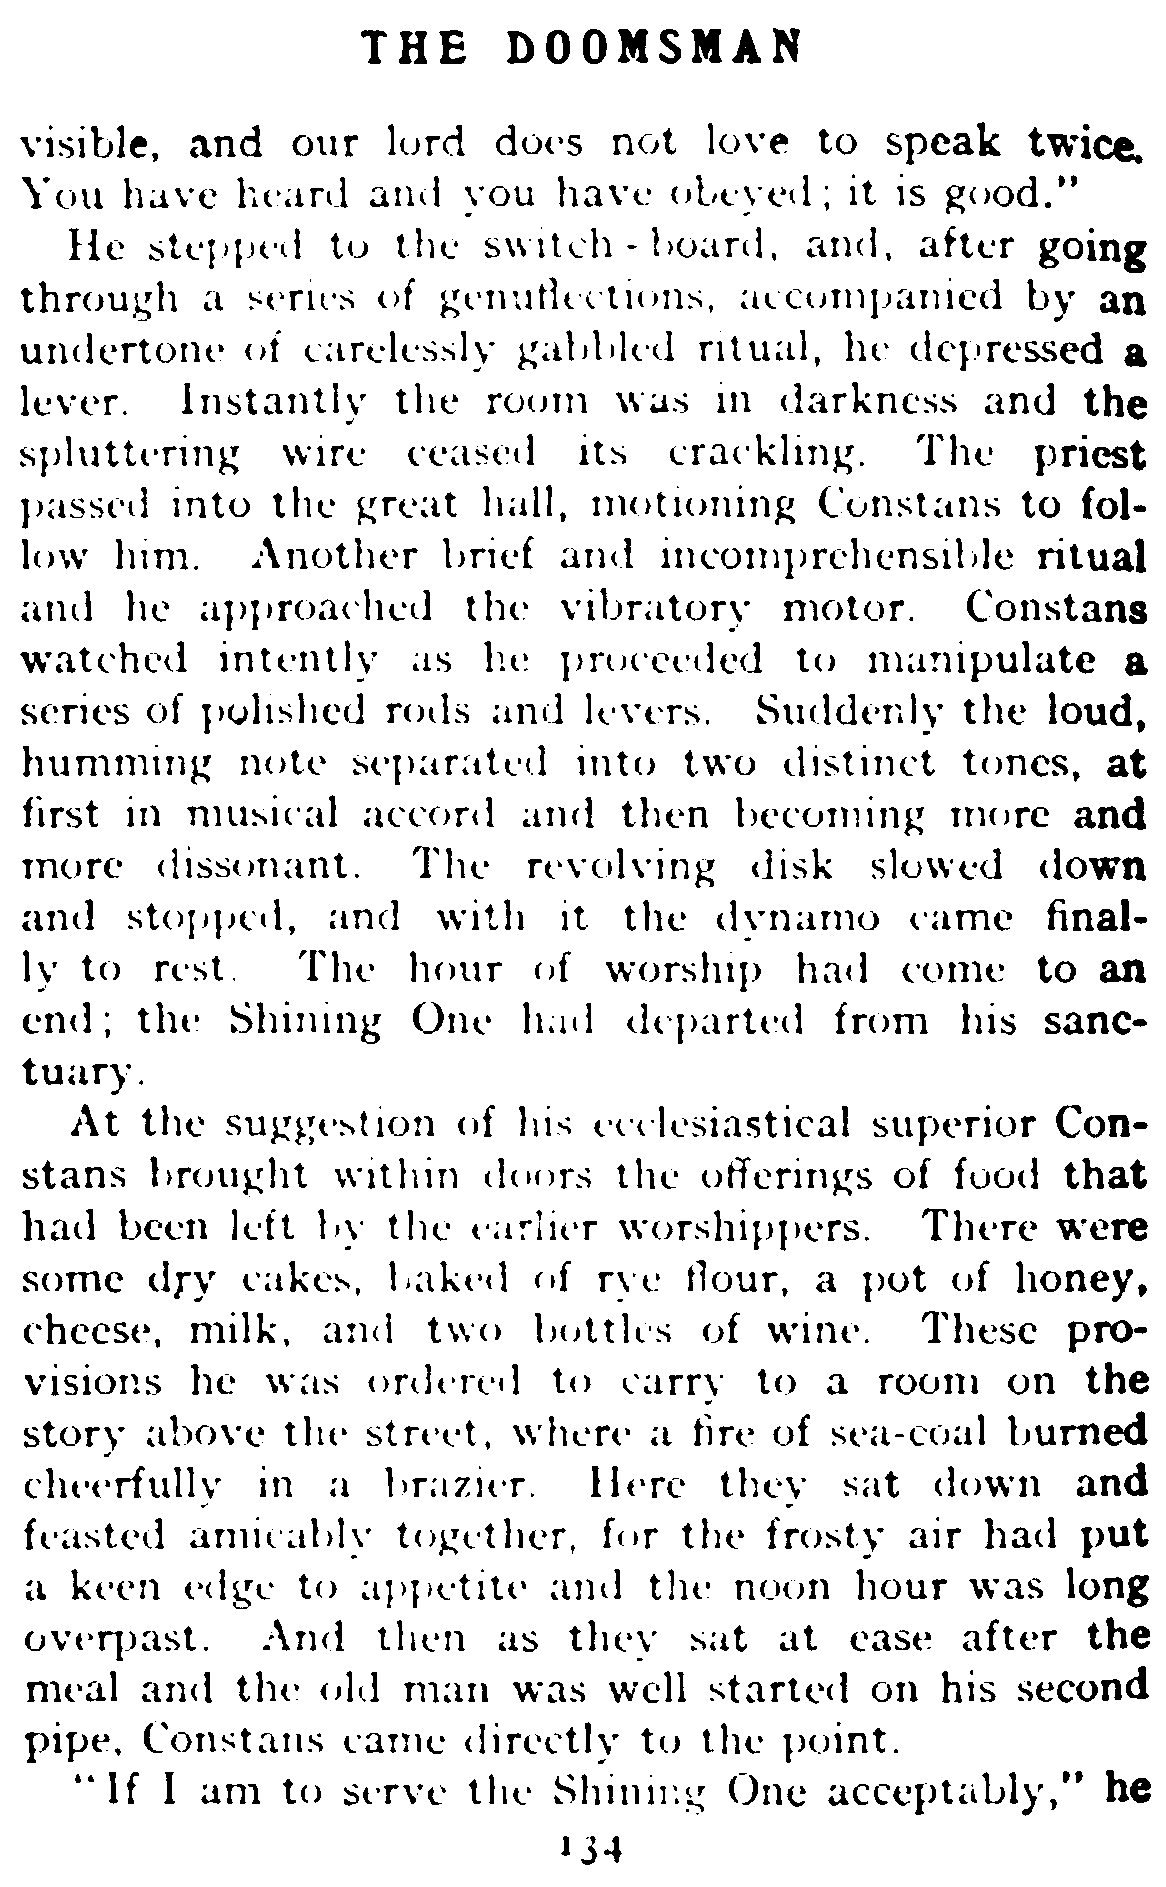 THE DOOMSMAN
visible, and our lord does not love to speak twice.
You have heard and you have obeyed; it is good."
He stepped to the switch-board, and, after going
through a series of genuflections, accompanied by an
undertone of carelessly gabbled ritual, he depressed a
lever. Instantly the room was in darkness and the
spluttering wire ceased its crackling. The priest
passed into the great hall, motioning Constans to fol-
low him. Another brief and incomprehensible ritual
and he approached the vibratory motor. Constans
watched intently as he proceeded to manipulate a
series of polished rods and levers. Suddenly the loud,
humming note separated into two distinct tones, at
first in musical accord and then becoming more and
more dissonant. The revolving disk slowed down
and stopped, and with it the dynamo came final-
ly to rest. The hour of worship had come to an
end; the Shining One had departed from his sanc-
tuary.
At the suggestion of his ecclesiastical superior Con-
stans brought within doors the offerings of food that
had been left by the earlier worshippers. There were
some dry cakes, baked of rye flour, a pot of honey,
cheese, milk, and two bottles of wine. These pro-
visions he was ordered to carry to a room on the
story above the street, where a fire of sea-coal burned
cheerfully in a brazier. Here they sat down and
feasted amicably together, for the frosty air had put
a keen edge to appetite and the noon hour was long
overpast. And then as they sat at ease after the
meal and the old man was well started on his second
pipe, Constans came directly to the point.
"If I am to serve the Shining One acceptably," he
134